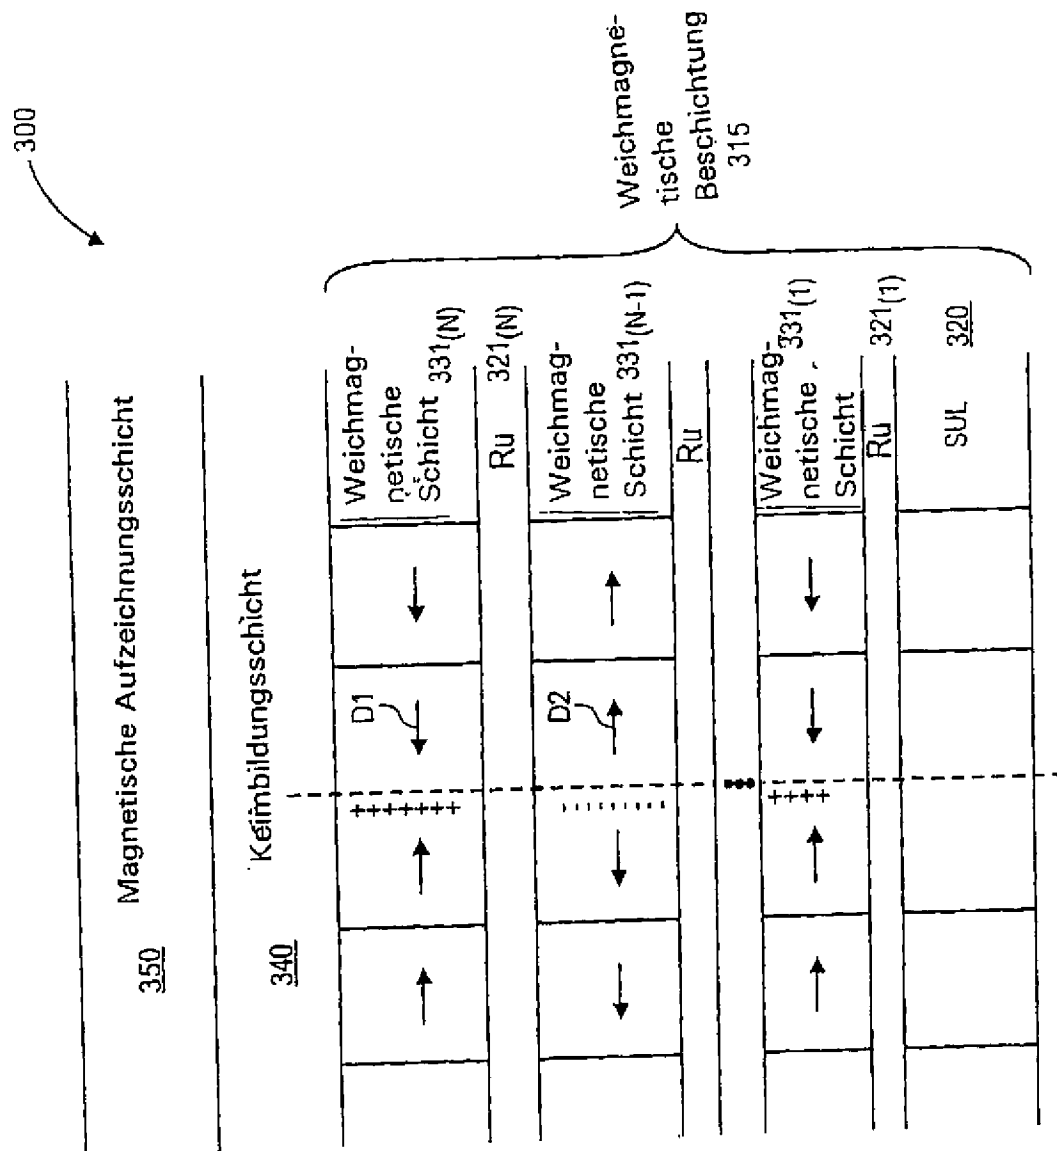 300
Magnetische Aufzeichnungsschicht
350
Keimbildungsschicht
340
Weichmag-
netische
Schicht 331(N)
D1
+++++++
Ru 321(N)
Weichmag-
netische
Schicht 331(N-1)
D2
--------
Ru
Weichmag-
netische
Schicht
331(1)
++++
Ru 321(1)
SUL 320
Weichmagne-
tische
Beschichtung
315